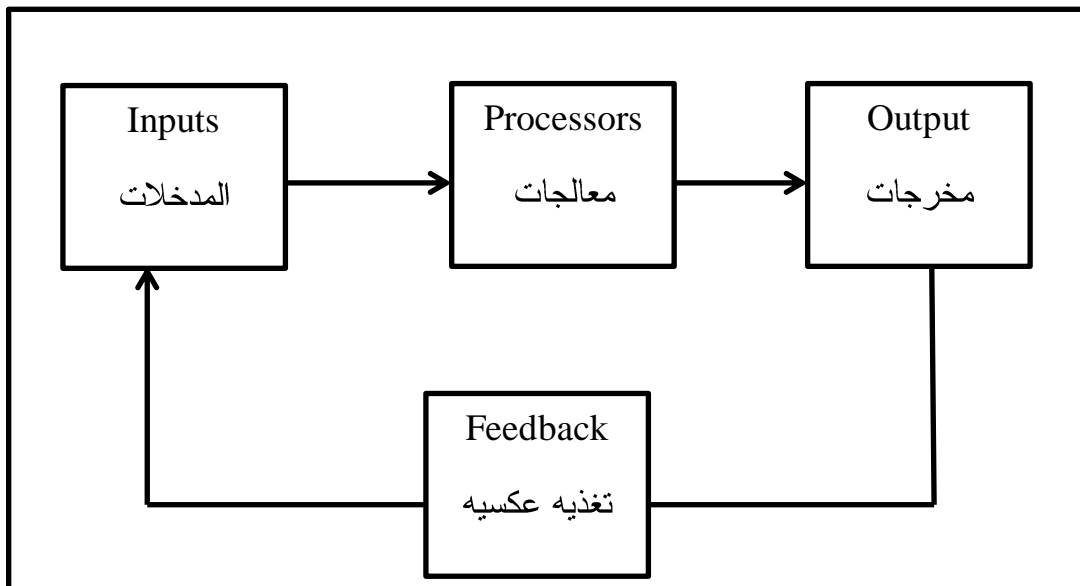 Inputs
المدخلات
Processors
معالجات
Output
مخرجات
Feedback
تغذيه عكسيه